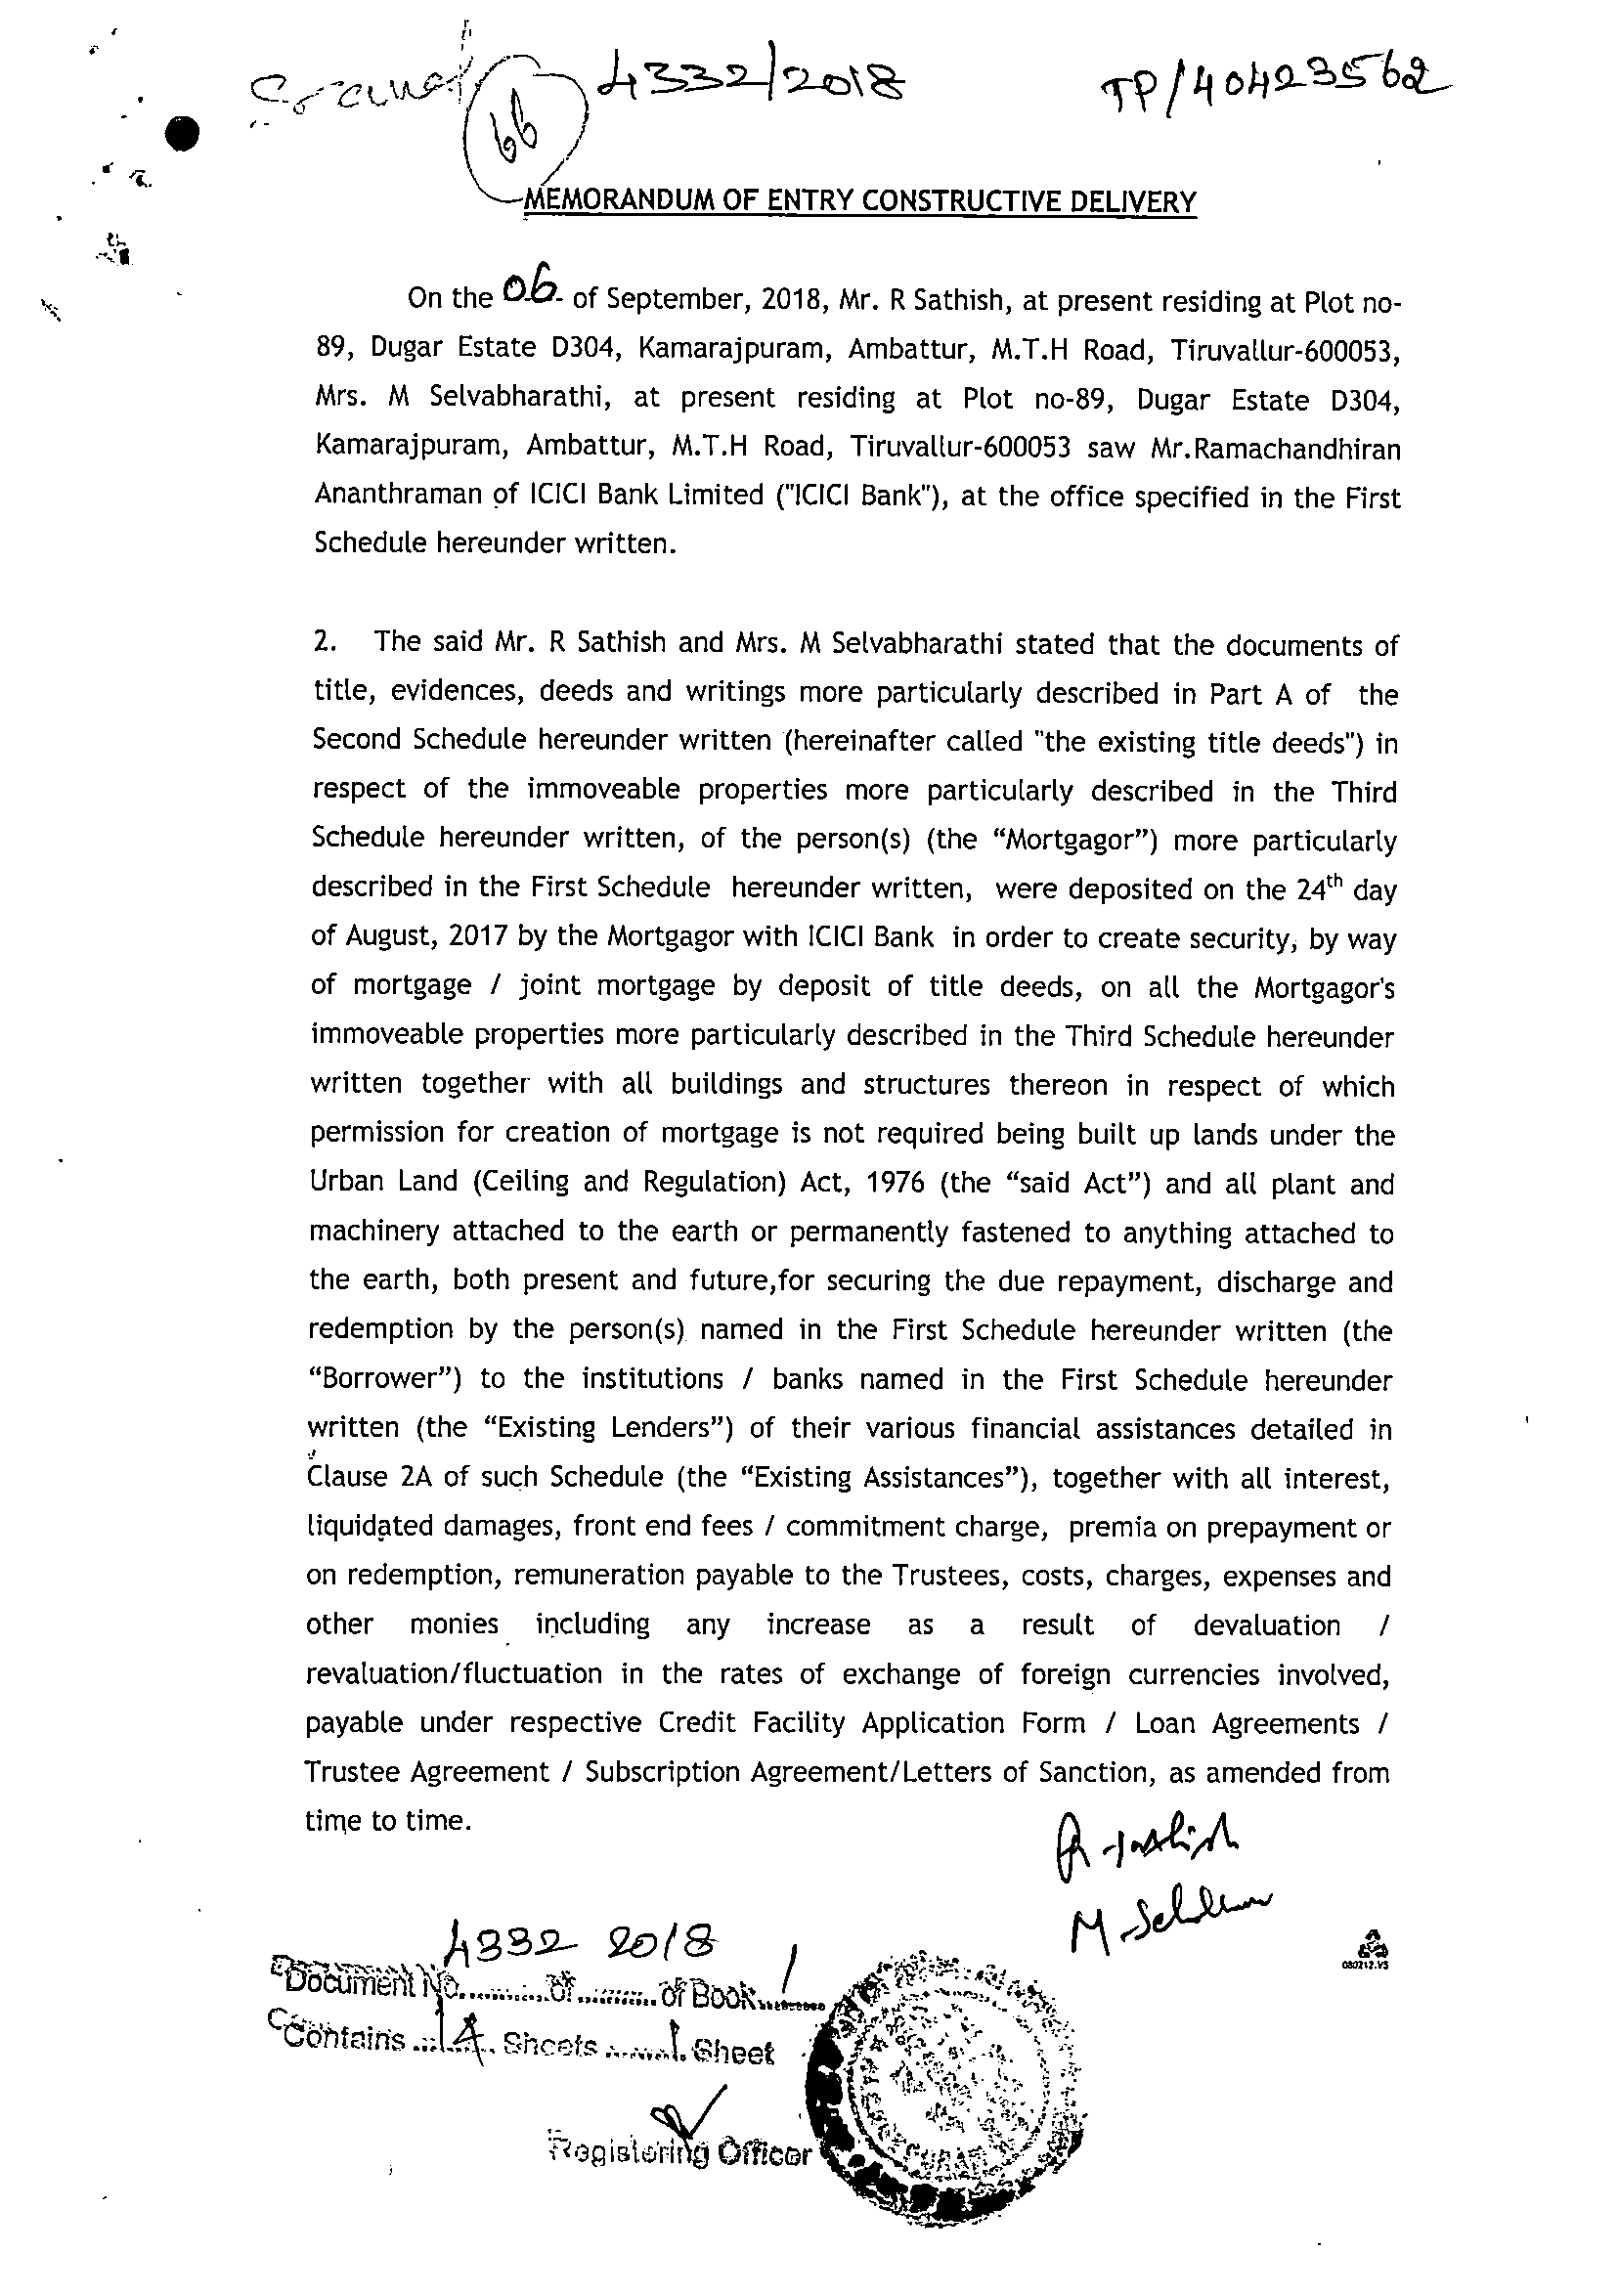 66 4332/2018 TP/40423562
MEMORANDUM OF ENTRY CONSTRUCTIVE DELIVERY
On the 06 of September, 2018, Mr. R Sathish, at present residing at Plot no-
89, Dugar Estate D304, Kamarajpuram, Ambattur, M.T.H Road, Tiruvallur-600053,
Mrs. M Selvabharathi, at present residing at Plot no-89, Dugar Estate D304,
Kamarajpuram, Ambattur, M.T.H Road, Tiruvallur-600053 saw Mr.Ramachandhiran
Ananthraman of ICICI Bank Limited ("ICICI Bank"), at the office specified in the First
Schedule hereunder written.
2. The said Mr. R Sathish and Mrs. M Selvabharathi stated that the documents of
title, evidences, deeds and writings more particularly described in Part A of the
Second Schedule hereunder written (hereinafter called "the existing title deeds") in
respect of the immoveable properties more particularly described in the Third
Schedule hereunder written, of the person(s) (the “Mortgagor”) more particularly
described in the First Schedule hereunder written, were deposited on the 24th day
of August, 2017 by the Mortgagor with ICICI Bank in order to create security, by way
of mortgage / joint mortgage by deposit of title deeds, on all the Mortgagor's
immoveable properties more particularly described in the Third Schedule hereunder
written together with all buildings and structures thereon in respect of which
permission for creation of mortgage is not required being built up lands under the
Urban Land (Ceiling and Regulation) Act, 1976 (the “said Act”) and all plant and
machinery attached to the earth or permanently fastened to anything attached to
the earth, both present and future,for securing the due repayment, discharge and
redemption by the person(s) named in the First Schedule hereunder written (the
“Borrower”) to the institutions / banks named in the First Schedule hereunder
written (the “Existing Lenders”) of their various financial assistances detailed in
Clause 2A of such Schedule (the “Existing Assistances”), together with all interest,
liquidated damages, front end fees / commitment charge, premia on prepayment or
on redemption, remuneration payable to the Trustees, costs, charges, expenses and
other monies including any increase as a result of devaluation /
revaluation/fluctuation in the rates of exchange of foreign currencies involved,
payable under respective Credit Facility Application Form / Loan Agreements /
Trustee Agreement / Subscription Agreement/Letters of Sanction, as amended from
time to time.
080212.V3
Document No. 4332 of 2018 of Book 1
Contains 14 Sheets 1 Sheet
Registering Officer